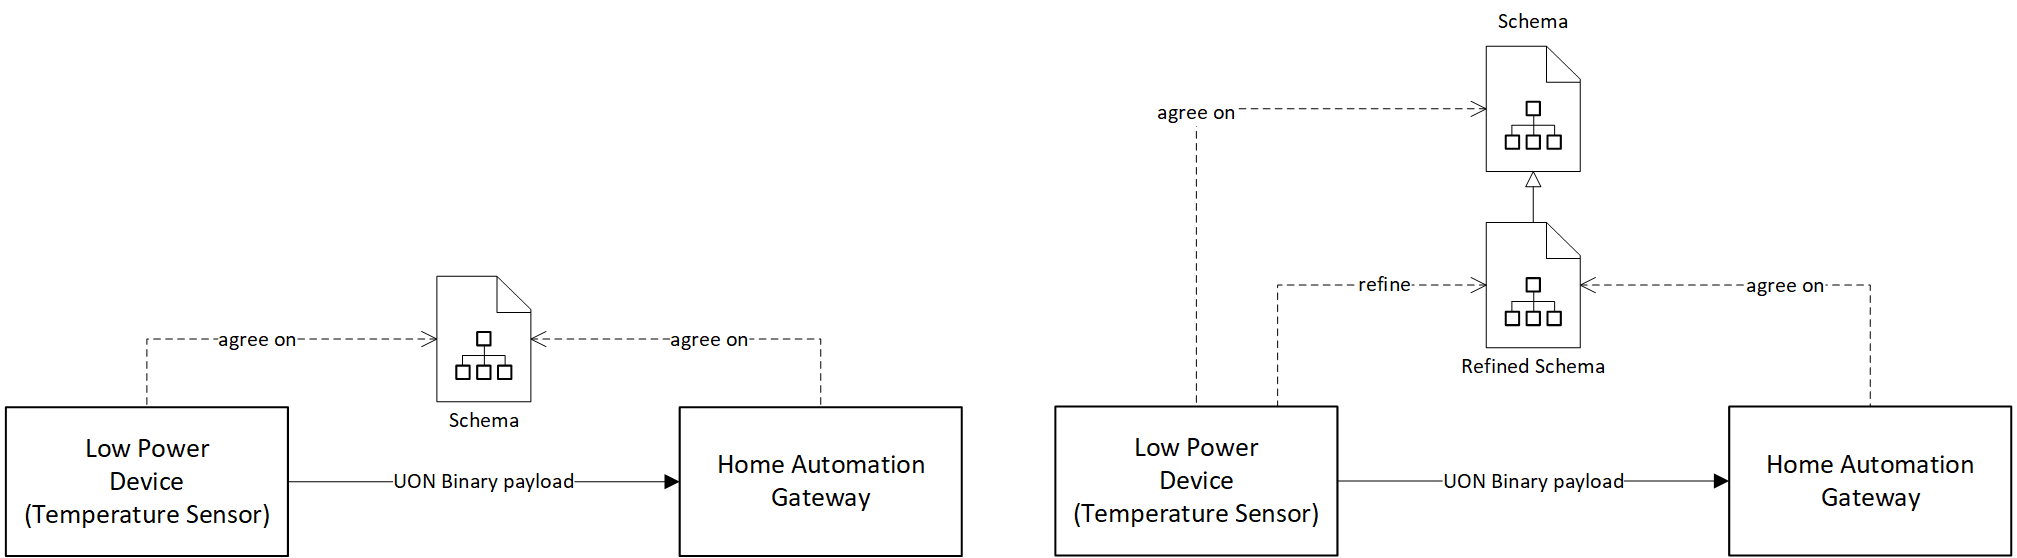 agree on
agree on
Schema
Low Power
Device
(Temperature Sensor)
UON Binary payload
Home Automation
Gateway
Schema
agree on
refine
agree on
Refined Schema
Low Power
Device
(Temperature Sensor)
UON Binary payload
Home Automation
Gateway